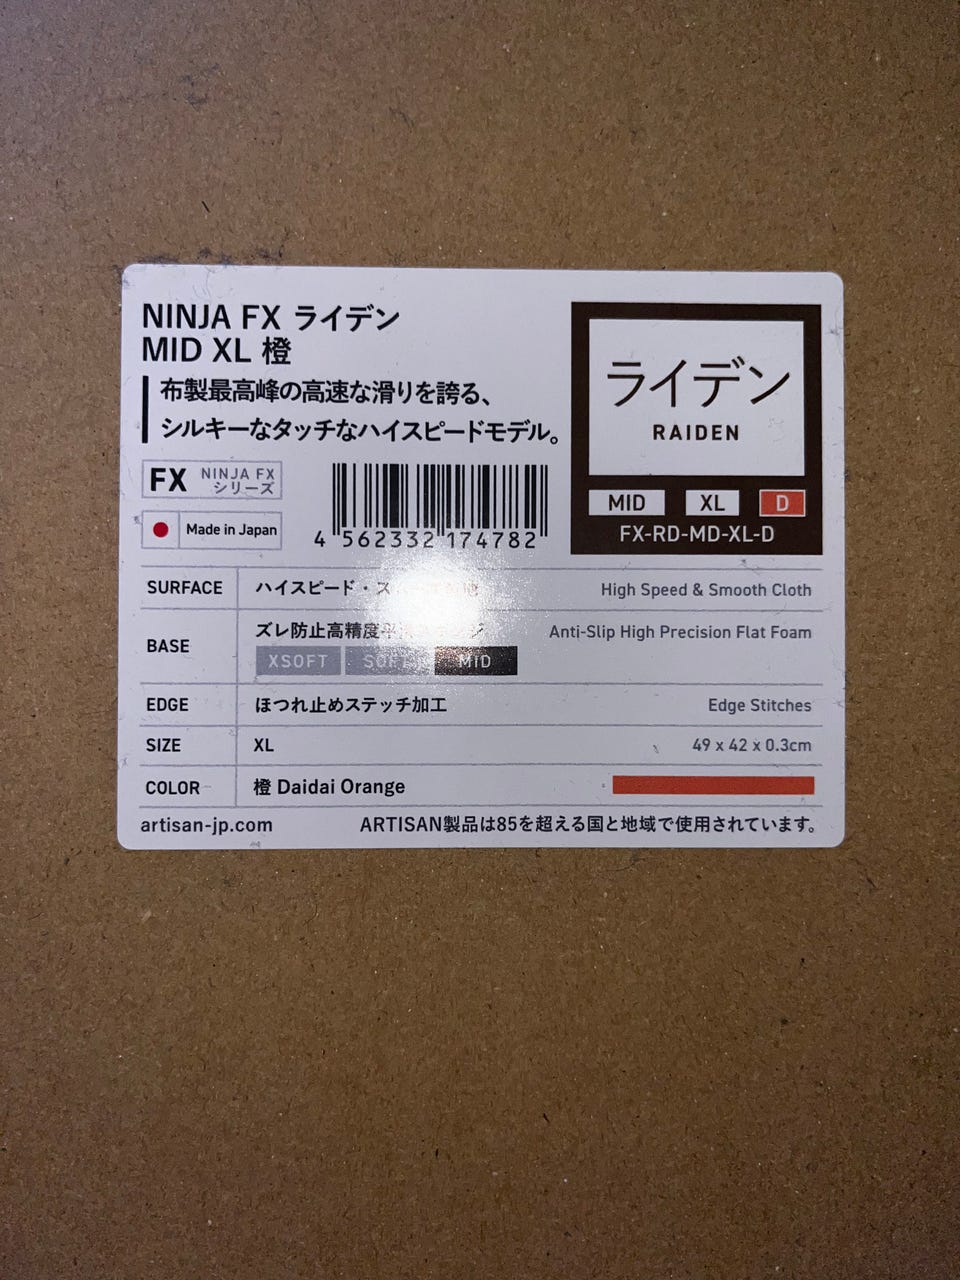 NINJA FX ライデン
MID XL 橙
布製最高峰の高速な滑りを誇る、
シルキーなタッチなハイスピードモデル。
FX NINJA FX
シリーズ
Made in Japan
4 562332 174782
ライデン
RAIDEN
MID XL D
FX-RD-MD-XL-D
SURFACE ハイスピード・ス High Speed & Smooth Cloth
BASE ズレ防止高精度平 Anti-Slip High Precision Flat Foam
XSOFT SOFT MID
EDGE ほつれ止めステッチ加工 Edge Stitches
SIZE XL 49 x 42 x 0.3cm
COLOR 橙 Daidai Orange
artisan-jp.com ARTISAN製品は85を超える国と地域で使用されています。